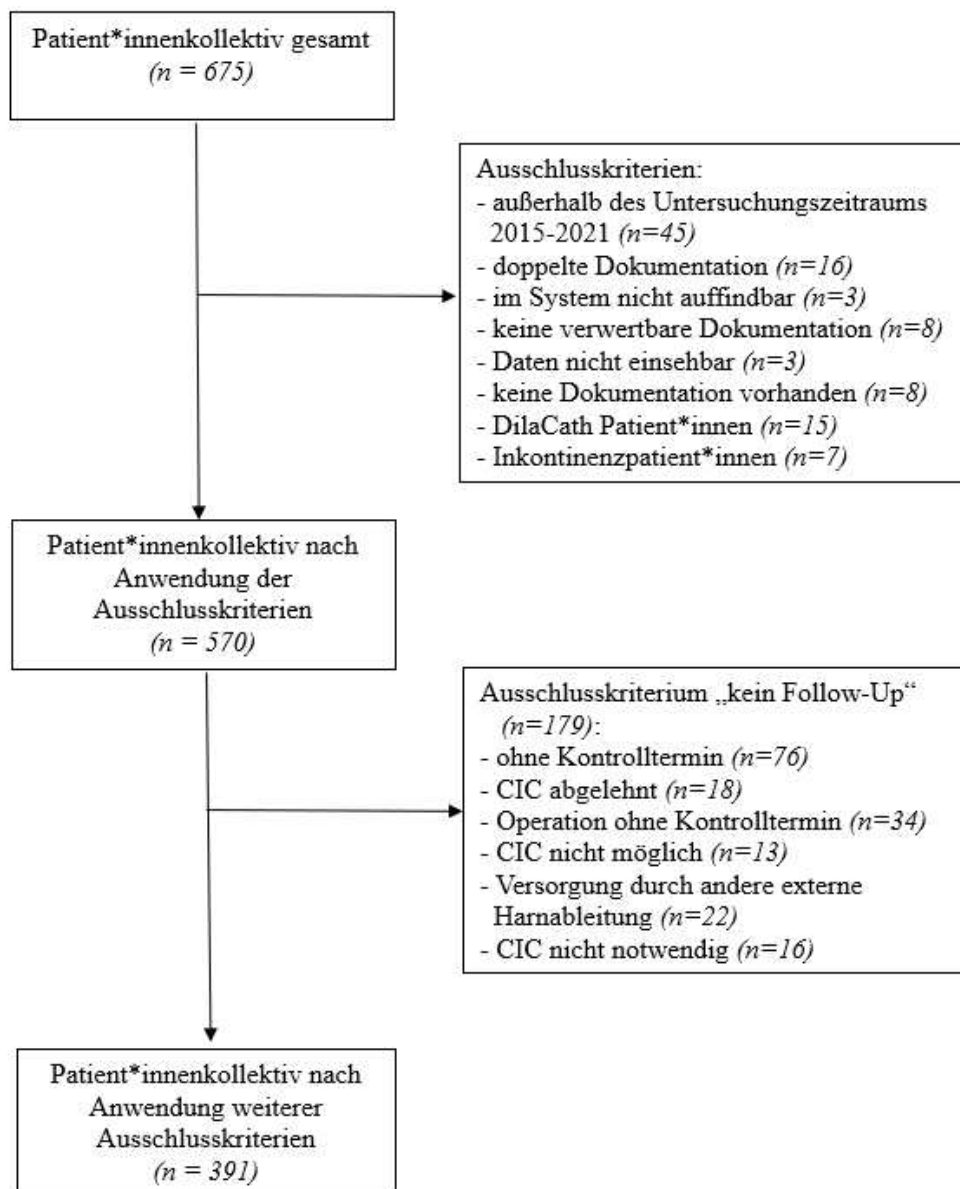 Patient*innenkollektiv gesamt
(n = 675)
Ausschlusskriterien:
- außerhalb des Untersuchungszeitraums
2015-2021 (n=45)
- doppelte Dokumentation (n=16)
- im System nicht auffindbar (n=3)
- keine verwertbare Dokumentation (n=8)
- Daten nicht einsehbar (n=3)
- keine Dokumentation vorhanden (n=8)
- DilaCath Patient*innen (n=15)
- Inkontinenzpatient*innen (n=7)
Patient*innenkollektiv nach
Anwendung der
Ausschlusskriterien
(n = 570)
Ausschlusskriterium „kein Follow-Up“
(n=179):
- ohne Kontrolltermin (n=76)
- CIC abgelehnt (n=18)
- Operation ohne Kontrolltermin (n=34)
- CIC nicht möglich (n=13)
- Versorgung durch andere externe
Harnableitung (n=22)
- CIC nicht notwendig (n=16)
Patient*innenkollektiv nach
Anwendung weiterer
Ausschlusskriterien
(n = 391)